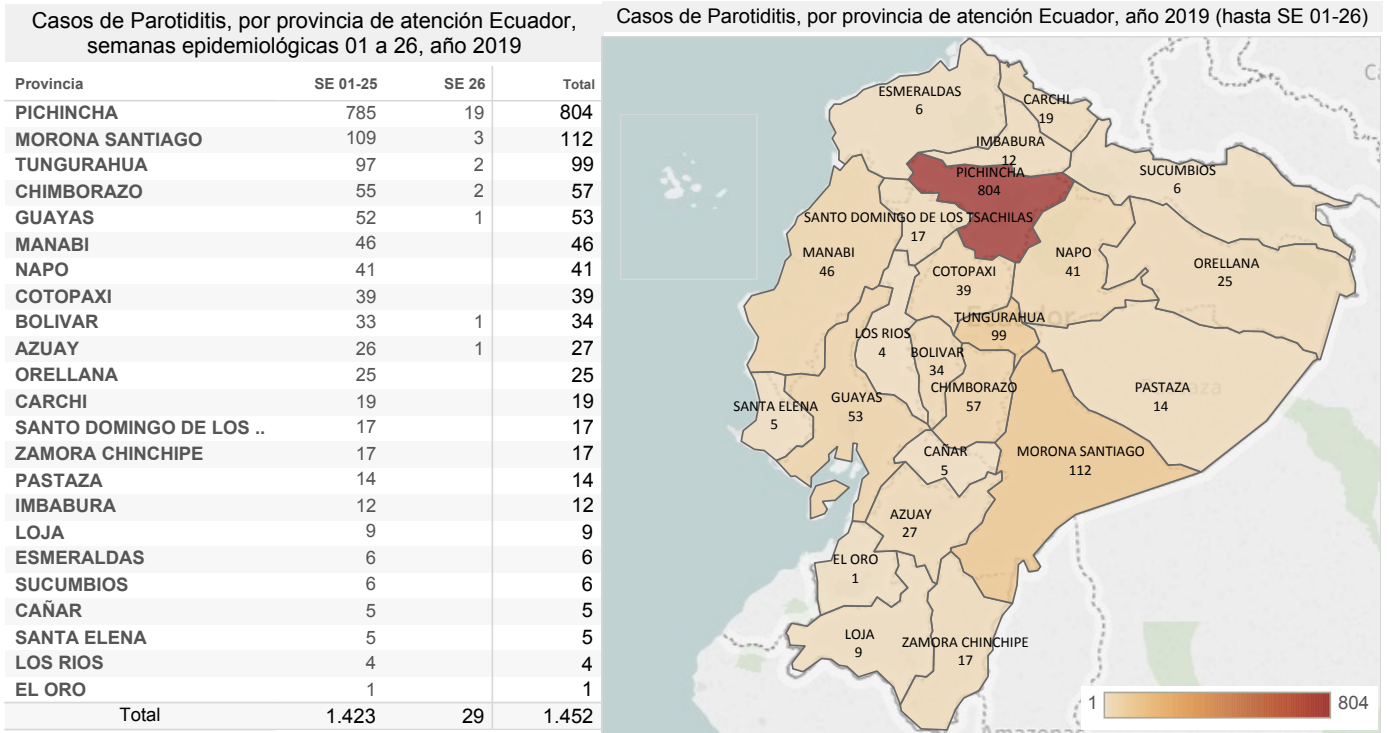 Casos de Parotiditis, por provincia de atención Ecuador,
semanas epidemiológicas 01 a 26, año 2019
Provincia SE 01-25 SE 26 Total
PICHINCHA 785 19 804
MORONA SANTIAGO 109 3 112
TUNGURAHUA 97 2 99
CHIMBORAZO 55 2 57
GUAYAS 52 1 53
MANABI 46 46
NAPO 41 41
COTOPAXI 39 39
BOLIVAR 33 1 34
AZUAY 26 1 27
ORELLANA 25 25
CARCHI 19 19
SANTO DOMINGO DE LOS .. 17 17
ZAMORA CHINCHIPE 17 17
PASTAZA 14 14
IMBABURA 12 12
LOJA 9 9
ESMERALDAS 6 6
SUCUMBIOS 6 6
CAÑAR 5 5
SANTA ELENA 5 5
LOS RIOS 4 4
EL ORO 1 1
Total 1.423 29 1.452
Casos de Parotiditis, por provincia de atención Ecuador, año 2019 (hasta SE 01-26)
ESMERALDAS
6
CARCHI
19
IMBABURA
12
PICHINCHA
804
SUCUMBIOS
6
SANTO DOMINGO DE LOS TSACHILAS
17
MANABI
46
COTOPAXI
39
NAPO
41
ORELLANA
25
Ecuador
TUNGURAHUA
99
LOS RIOS
4
BOLIVAR
34
CHIMBORAZO
57
PASTAZA
14
SANTA ELENA
5
GUAYAS
53
CAÑAR
5
MORONA SANTIAGO
112
AZUAY
27
EL ORO
1
LOJA
9
ZAMORA CHINCHIPE
17
1 804
Amazonas